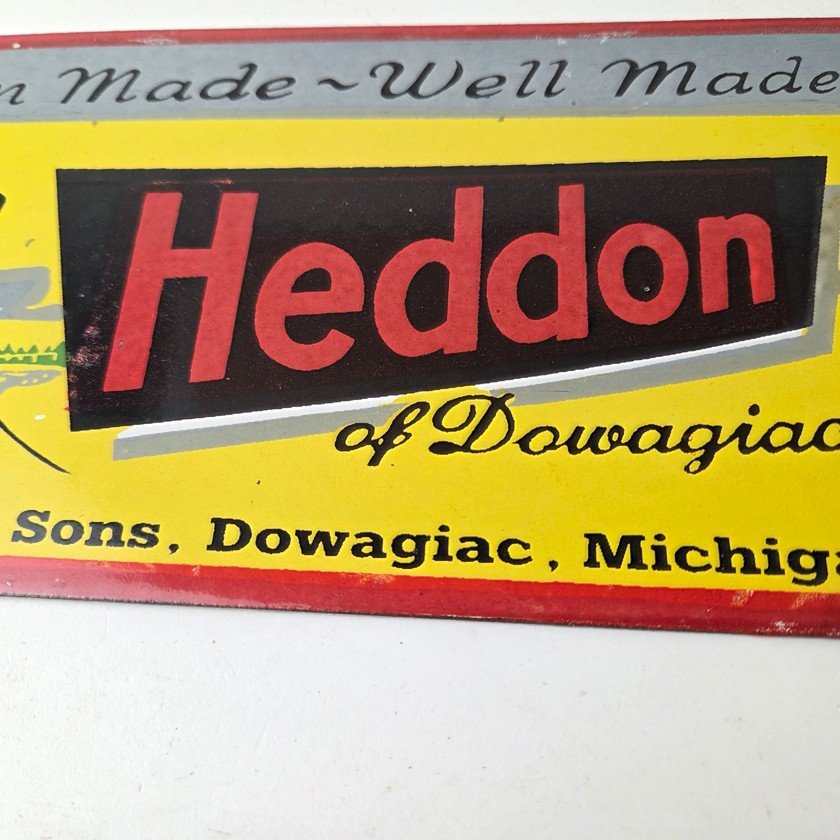 n Made ~ Well Made
Heddon
of Dowagiac
Sons, Dowagiac, Michiga